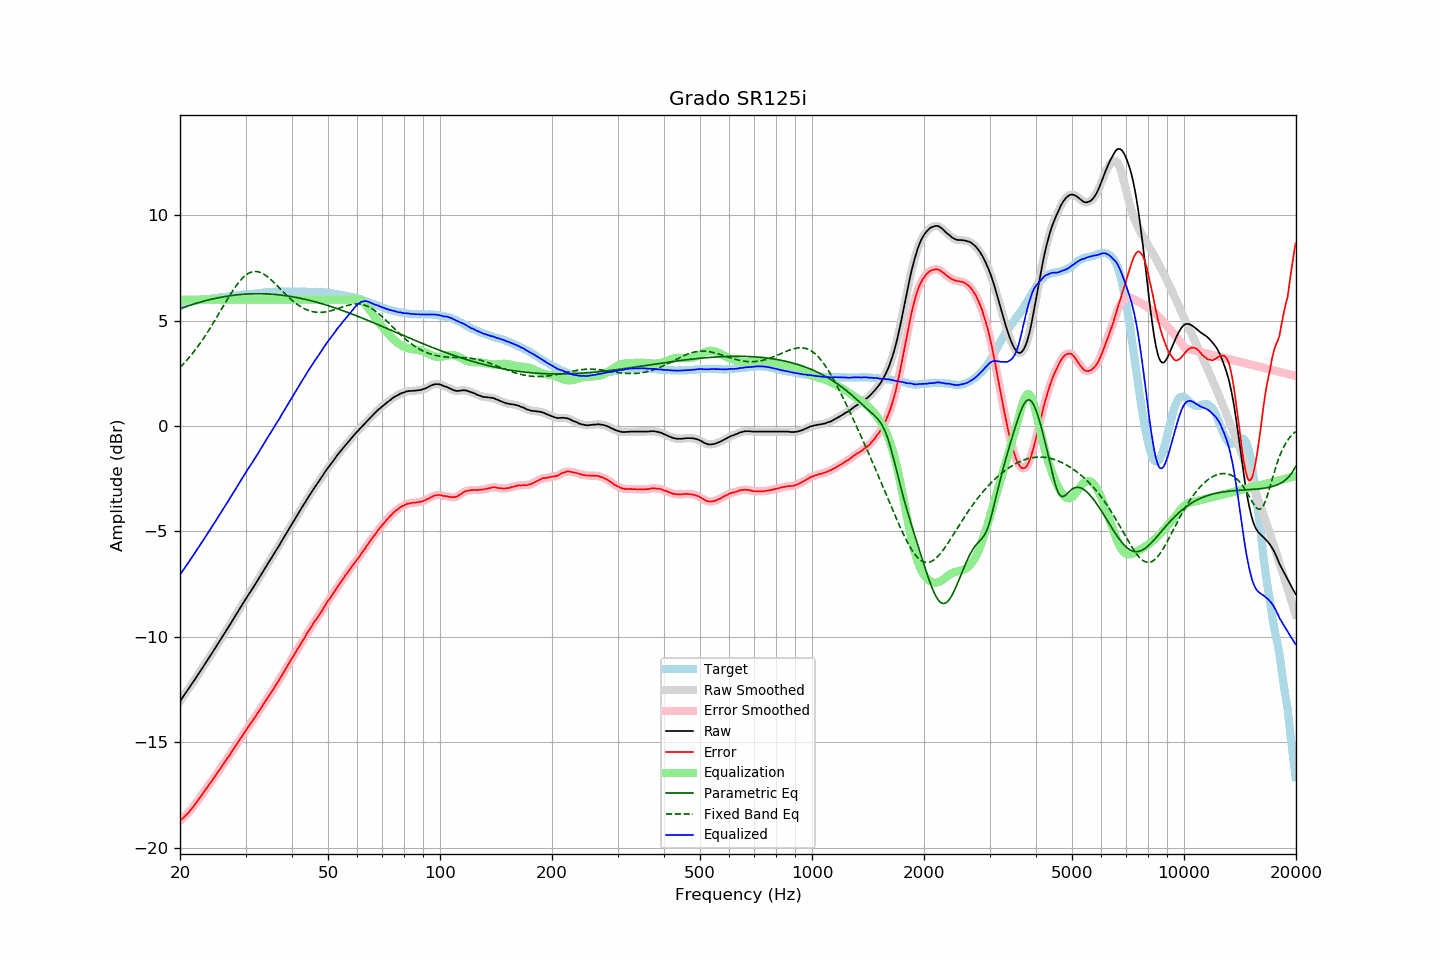 Grado SR125i
Amplitude (dBr)
10
5
0
−5
−10
−15
−20
20
50
100
200
500
1000
2000
5000
10000
20000
Frequency (Hz)
Target
Raw Smoothed
Error Smoothed
Raw
Error
Equalization
Parametric Eq
Fixed Band Eq
Equalized